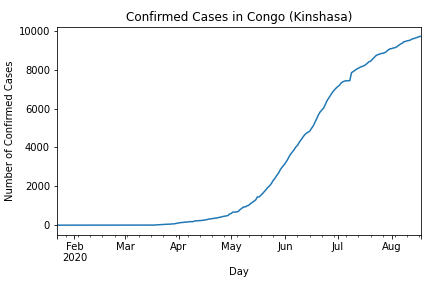 Confirmed Cases in Congo (Kinshasa)
10000
8000
6000
4000
2000
0
Number of Confirmed Cases
Feb Mar Apr May Jun Jul Aug
2020
Day